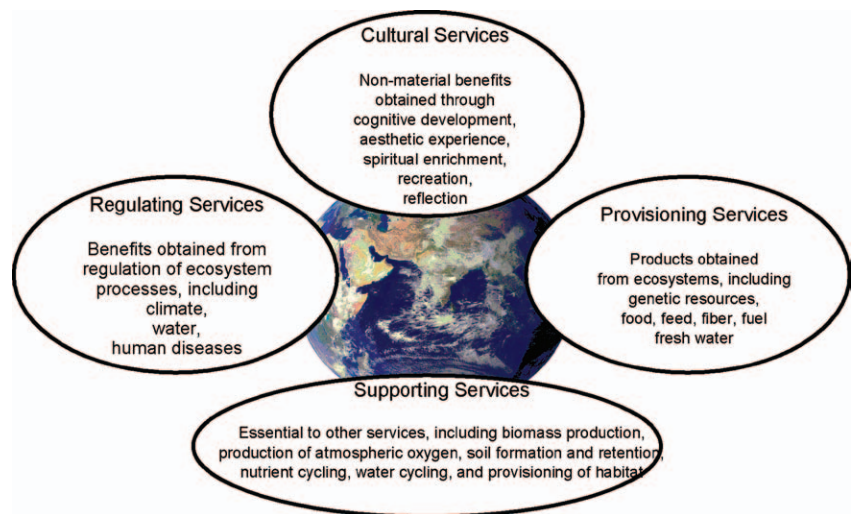 Cultural Services
Non-material benefits
obtained through
cognitive development,
aesthetic experience,
spiritual enrichment,
recreation,
reflection
Regulating Services
Benefits obtained from
regulation of ecosystem
processes, including
climate,
water,
human diseases
Provisioning Services
Products obtained
from ecosystems, including
genetic resources,
food, feed, fiber, fuel
fresh water
Supporting Services
Essential to other services, including biomass production,
production of atmospheric oxygen, soil formation and retention,
nutrient cycling, water cycling, and provisioning of habitat